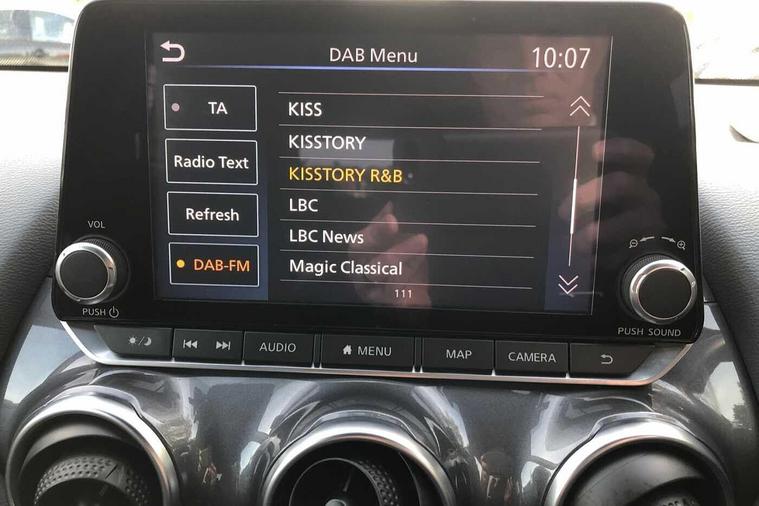 DAB Menu
10:07
TA
Radio Text
Refresh
DAB-FM
KISS
KISSTORY
KISSTORY R&B
LBC
LBC News
Magic Classical
111
VOL
PUSH
PUSH SOUND
AUDIO
MENU
MAP
CAMERA